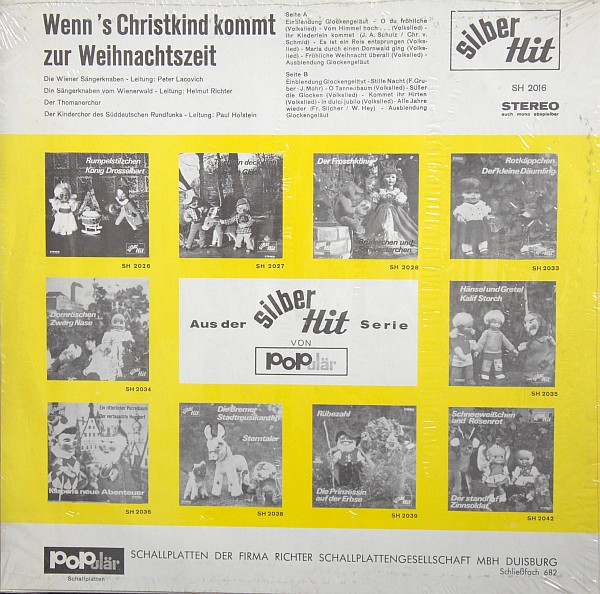 Wenn 's Christkind kommt
zur Weihnachtszeit
Die Wiener Sängerknaben - Leitung: Peter Lacovich
Die Sängerknaben vom Wienerwald - Leitung: Helmut Richter
Der Thomanerchor
Der Kinderchor des Süddeutschen Rundfunks - Leitung: Paul Holstein
Seite A
Einblendung Glockengeläut - O du fröhliche
(Volkslied) - Vom Himmel hoch... (Volkslied) -
Ihr Kinderlein kommet (J. A. Schulz / Chr. v.
Schmid) - Es ist ein Reis entsprungen (Volks-
lied) - Maria durch einen Dornwald ging (Volks-
lied) - Fröhliche Weihnacht überall (Volkslied) -
Ausblendung Glockengeläut
Seite B
Einblendung Glockengeläut - Stille Nacht (F. Gru-
ber - J. Mohr) - O Tannenbaum (Volkslied) - Süßer
die Glocken (Volkslied) - Kommet ihr Hirten
(Volkslied) - In dulci jubilo (Volkslied) - Alle Jahre
wieder (Fr. Silcher / W. Hey) - Ausblendung
Glockengeläut
silber
Hit
SH 2016
STEREO
auch mono abspielbar
Rumpelstilzchen
König Drosselbart
SH 2026
SH 2027
Der Froschkönig
Brüderchen und
SH 2028
Rotkäppchen
Der kleine Däumling
SH 2033
Dornröschen
Zwerg Nase
SH 2034
Aus der silber Hit Serie
VON
POPulär
Hänsel und Gretel
Kalif Storch
SH 2035
Kasperls neue Abenteuer
SH 2036
Die Bremer
Stadtmusikanten
Sterntaler
SH 2038
Rübezahl
Die Prinzessin
auf der Erbse
SH 2039
Schneeweißchen
und Rosenrot
Der standhafte
Zinnsoldat
SH 2042
POPulär
Schallplatten
SCHALLPLATTEN DER FIRMA RICHTER SCHALLPLATTENGESELLSCHAFT MBH DUISBURG
Schließfach 682